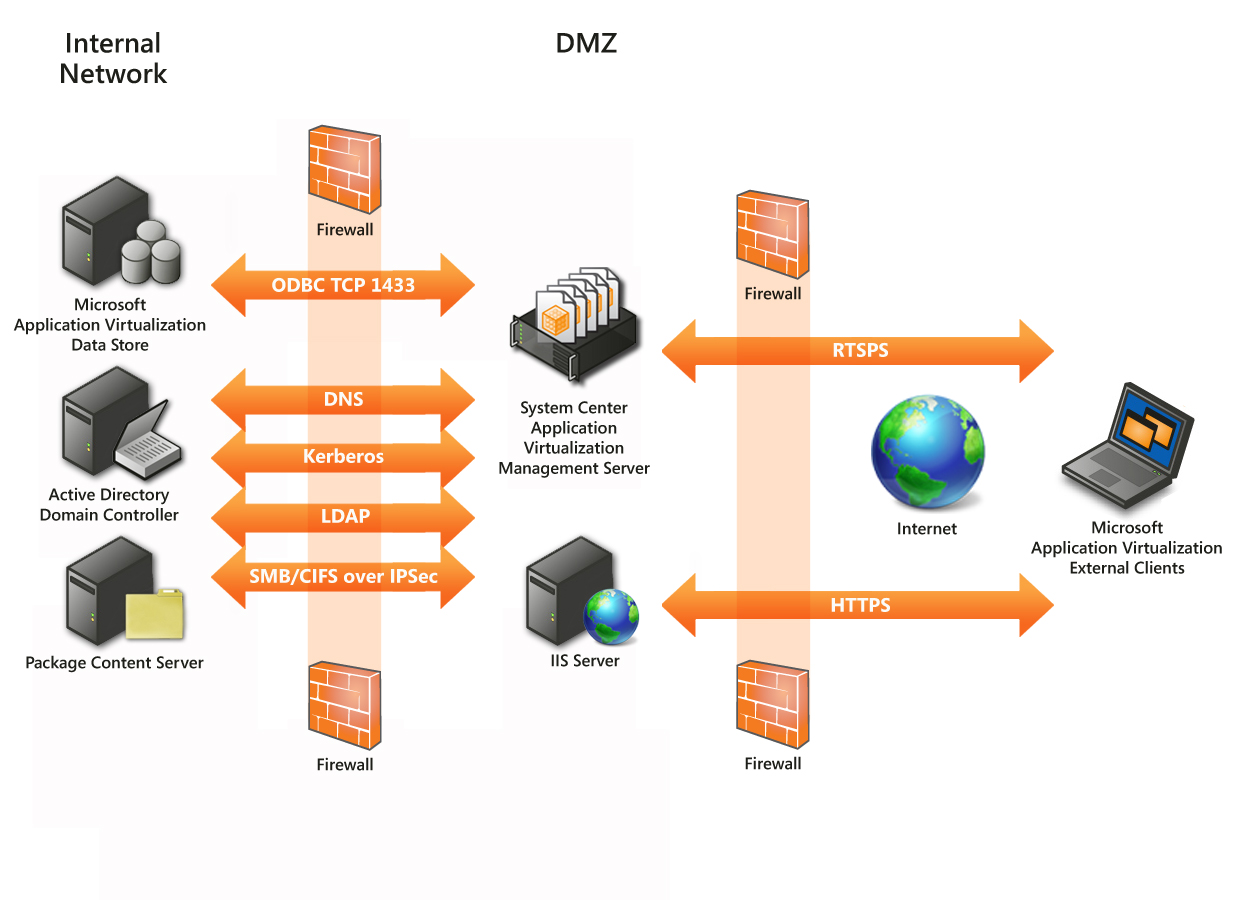 Internal
Network
DMZ
Firewall
Firewall
ODBC TCP 1433
Microsoft
Application Virtualization
Data Store
RTSPS
DNS
System Center
Application
Virtualization
Management Server
Kerberos
Active Directory
Domain Controller
LDAP
Internet
Microsoft
Application Virtualization
External Clients
SMB/CIFS over IPSec
HTTPS
Package Content Server
IIS Server
Firewall
Firewall